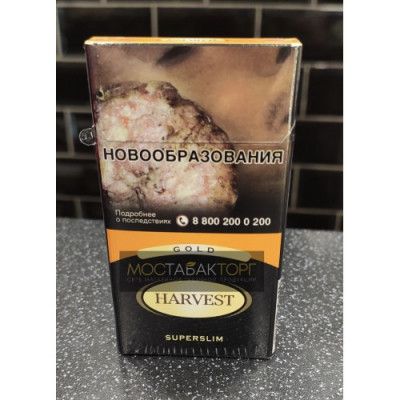 НОВООБРАЗОВАНИЯ
Подробнее
о последствиях
8 800 200 0 200
GOLD
МОСТАБАКТОРГ
HARVEST
SUPERSLIM